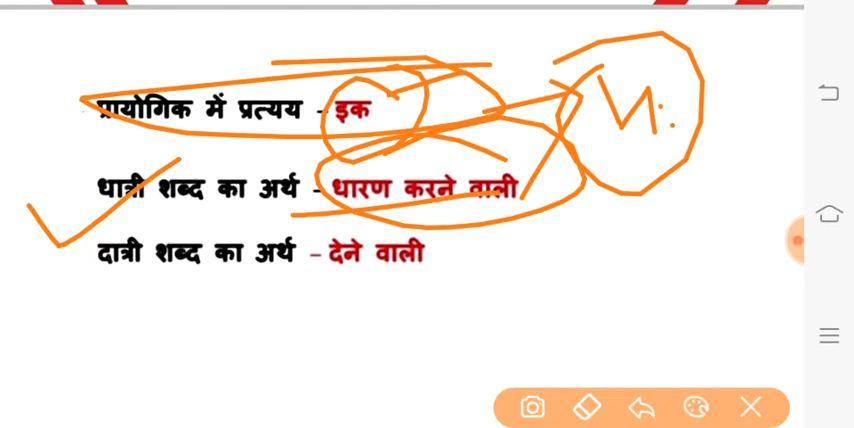 प्रायोगिक में प्रत्यय - इक
धात्री शब्द का अर्थ - धारण करने वाली
दात्री शब्द का अर्थ - देने वाली